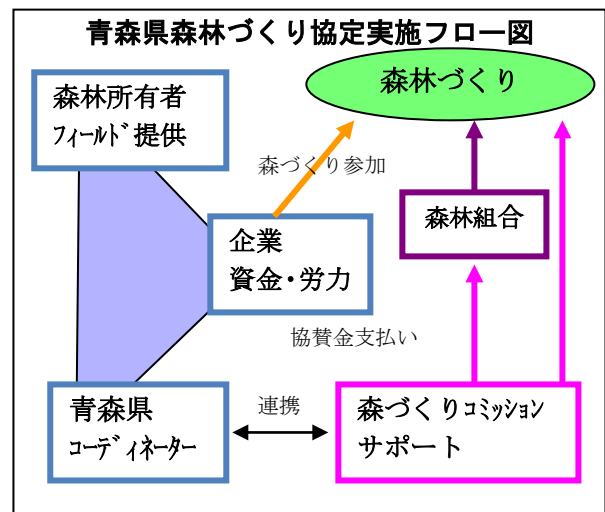 青森県森林づくり協定実施フロー図
森林所有者
ﾌｨｰﾙﾄﾞ提供
森林づくり
森づくり参加
企業
資金・労力
森林組合
協賛金支払い
青森県
ｺｰﾃﾞｨﾈｰﾀｰ
連携
森づくりｺﾐｯｼｮﾝ
サポート